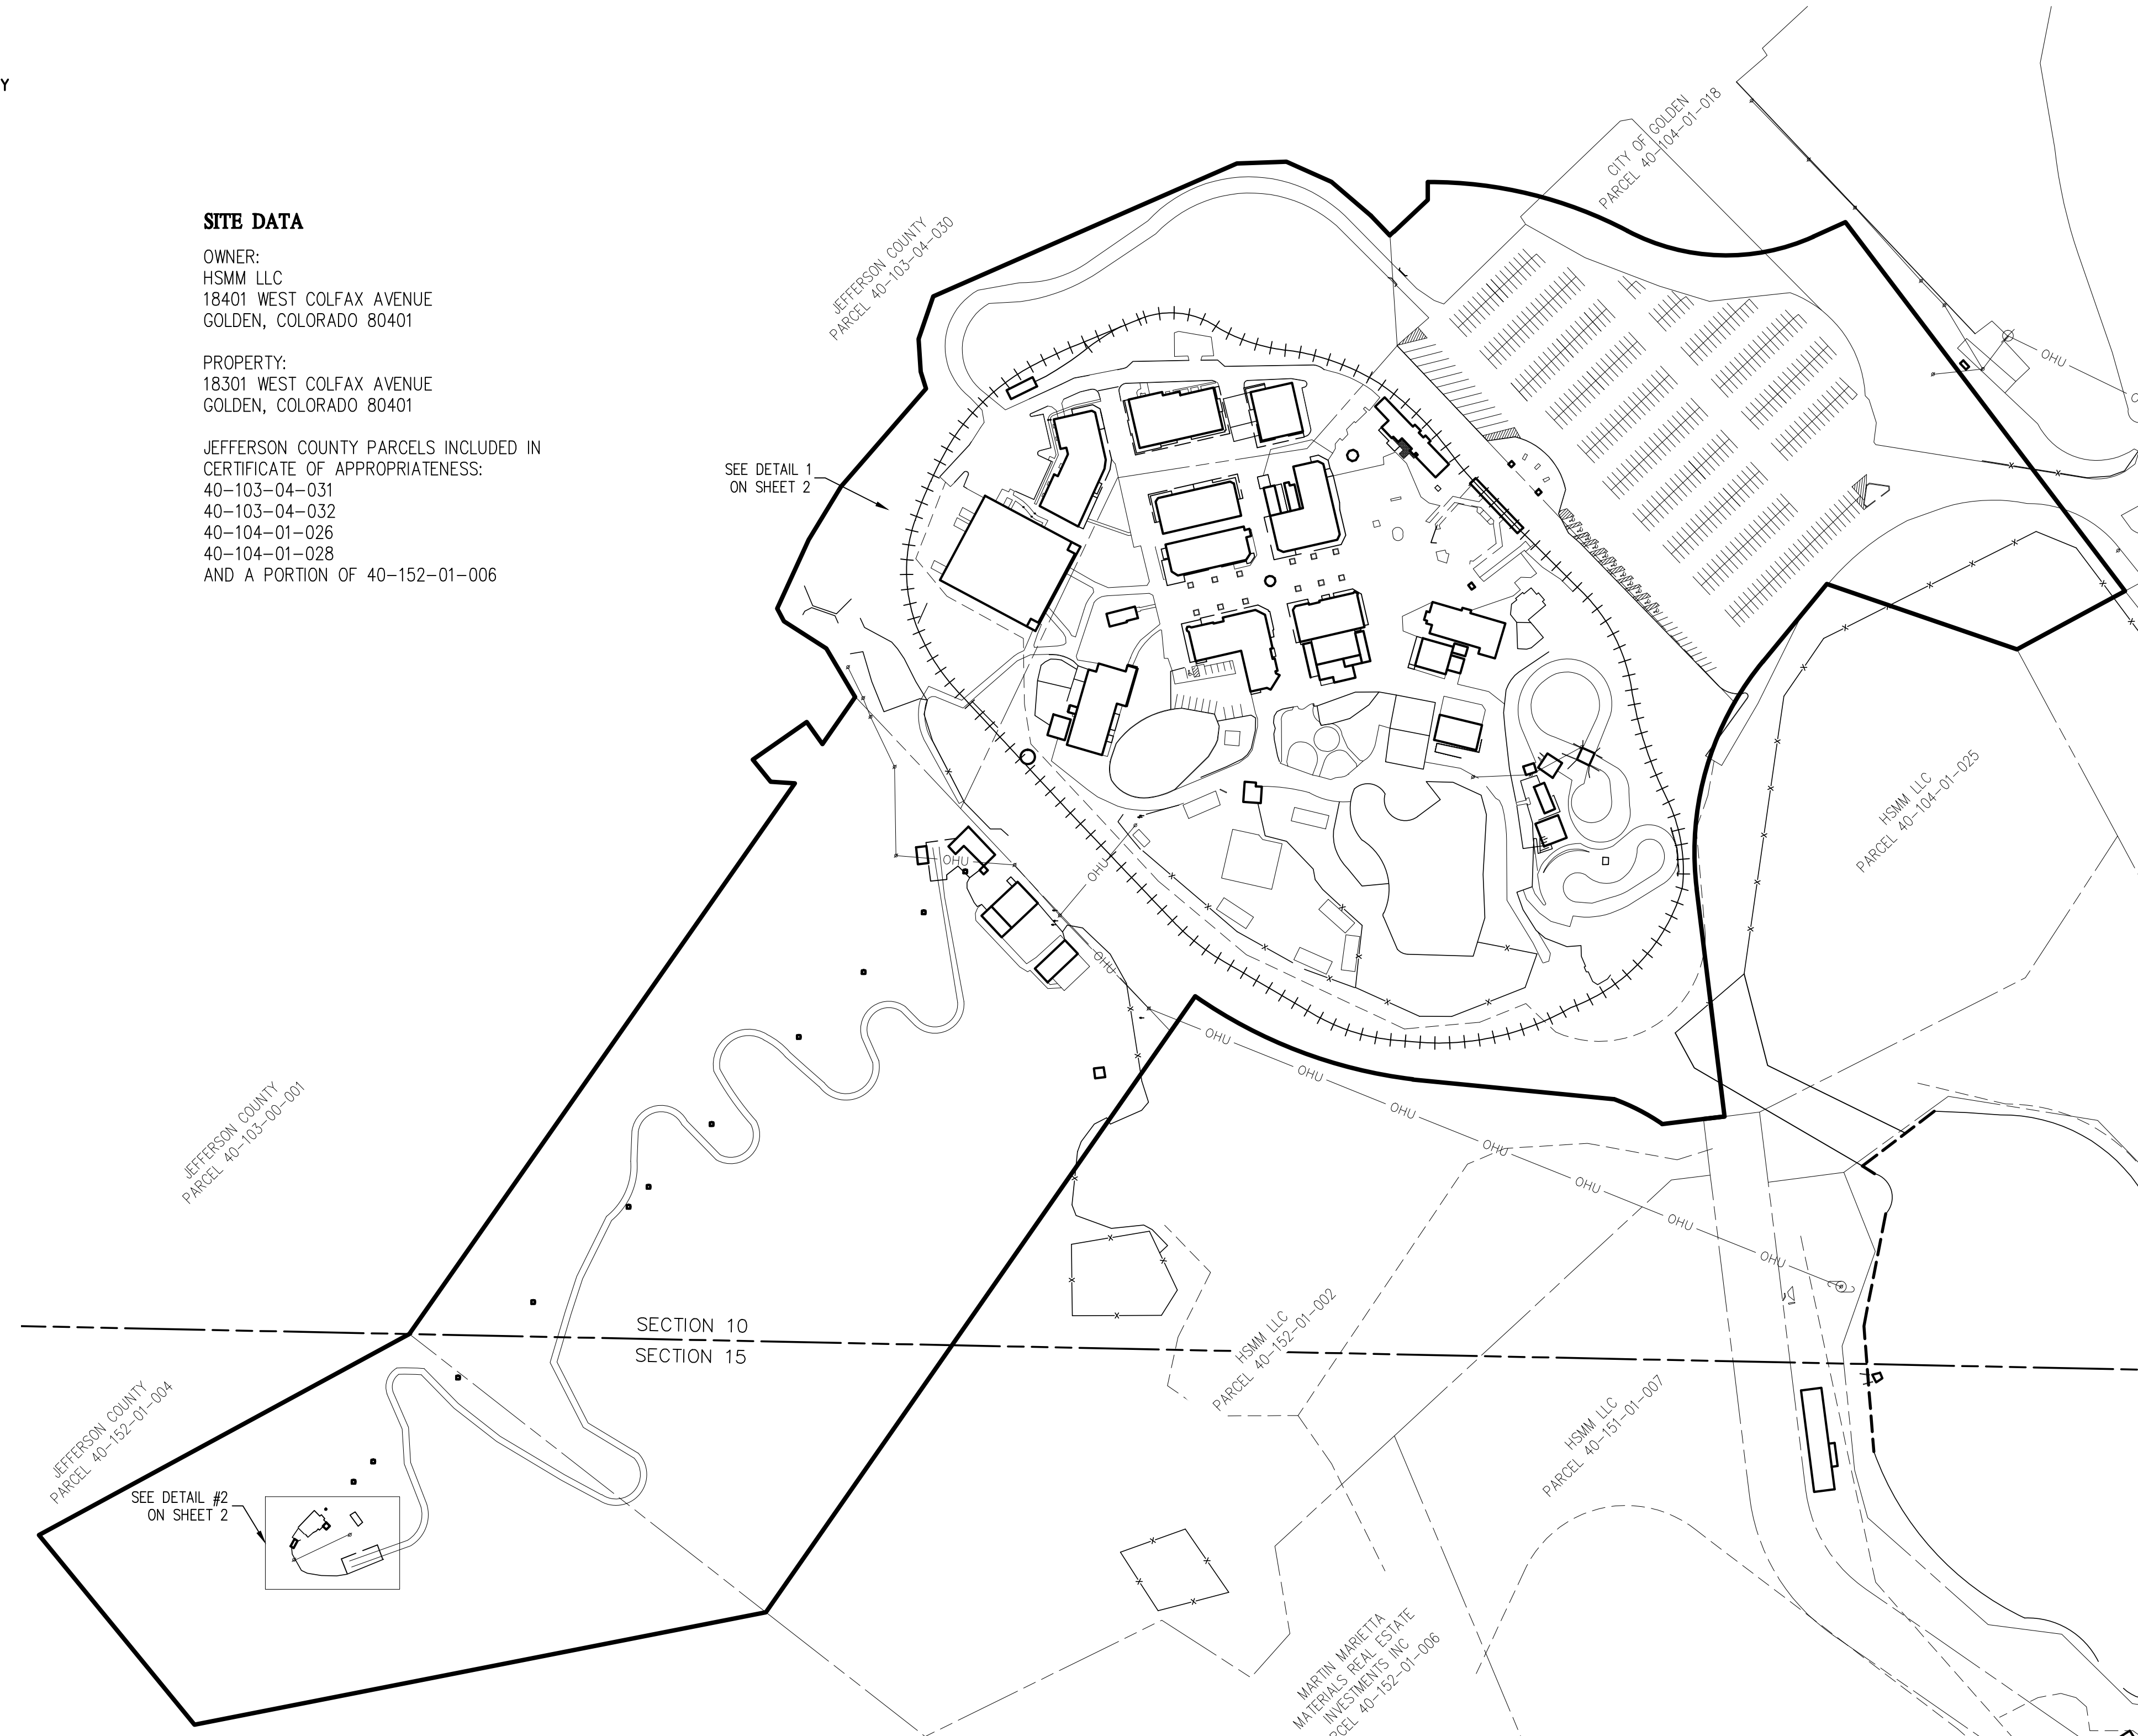 Y
SITE DATA
OWNER:
HSMM LLC
18401 WEST COLFAX AVENUE
GOLDEN, COLORADO 80401
PROPERTY:
18301 WEST COLFAX AVENUE
GOLDEN, COLORADO 80401
JEFFERSON COUNTY PARCELS INCLUDED IN
CERTIFICATE OF APPROPRIATENESS:
40-103-04-031
40-103-04-032
40-104-01-026
40-104-01-028
AND A PORTION OF 40-152-01-006
JEFFERSON COUNTY
PARCEL 40-103-04-030
CITY OF GOLDEN
PARCEL 40-104-01-018
OHU
SEE DETAIL 1
ON SHEET 2
HSMM LLC
PARCEL 40-104-01-025
OHU
OHU
OHU
OHU
OHU
OHU
OHU
OHU
OHU
OHU
JEFFERSON COUNTY
PARCEL 40-103-00-001
SECTION 10
SECTION 15
HSMM LLC
PARCEL 40-152-01-002
HSMM LLC
PARCEL 40-151-01-007
JEFFERSON COUNTY
PARCEL 40-152-01-004
SEE DETAIL #2
ON SHEET 2
MARTIN MARIETTA
MATERIALS REAL ESTATE
INVESTMENTS INC
RCEL 40-152-01-006